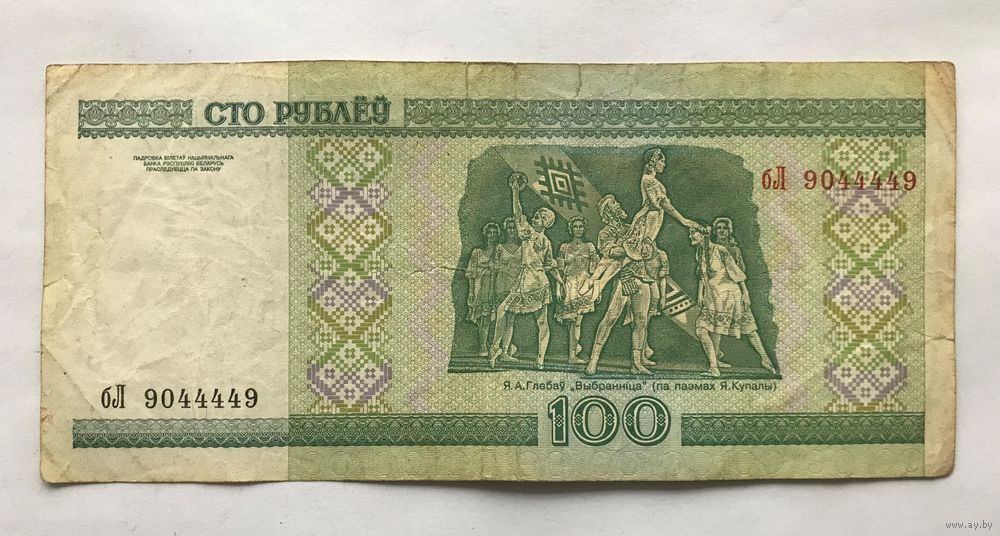 СТО РУБЛЁЎ
ПАДРОБКА БІЛЕТАЎ НАЦЫЯНАЛЬНАГА
БАНКА РЭСПУБЛІКІ БЕЛАРУСЬ
ПРАСЛЕДУЕЦЦА ПА ЗАКОНУ
бЛ 9044449
бЛ 9044449
Я.А.Глебаў „Выбранніца" (па паэмах Я.Купалы)
100
www.ay.by